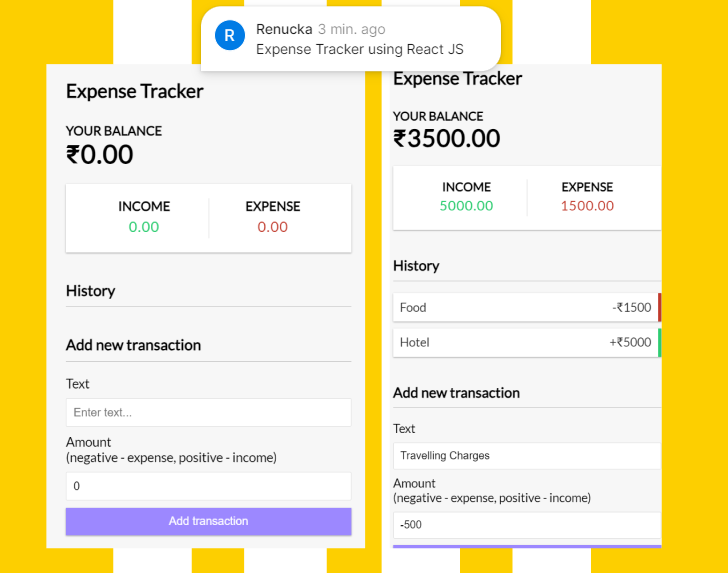 R
Renucka 3 min. ago
Expense Tracker using React JS
Expense Tracker
YOUR BALANCE
₹0.00
INCOME EXPENSE
0.00 0.00
History
Add new transaction
Text
Enter text...
Amount
(negative - expense, positive - income)
0
Add transaction
Expense Tracker
YOUR BALANCE
₹3500.00
INCOME EXPENSE
5000.00 1500.00
History
Food -₹1500
Hotel +₹5000
Add new transaction
Text
Travelling Charges
Amount
(negative - expense, positive - income)
-500